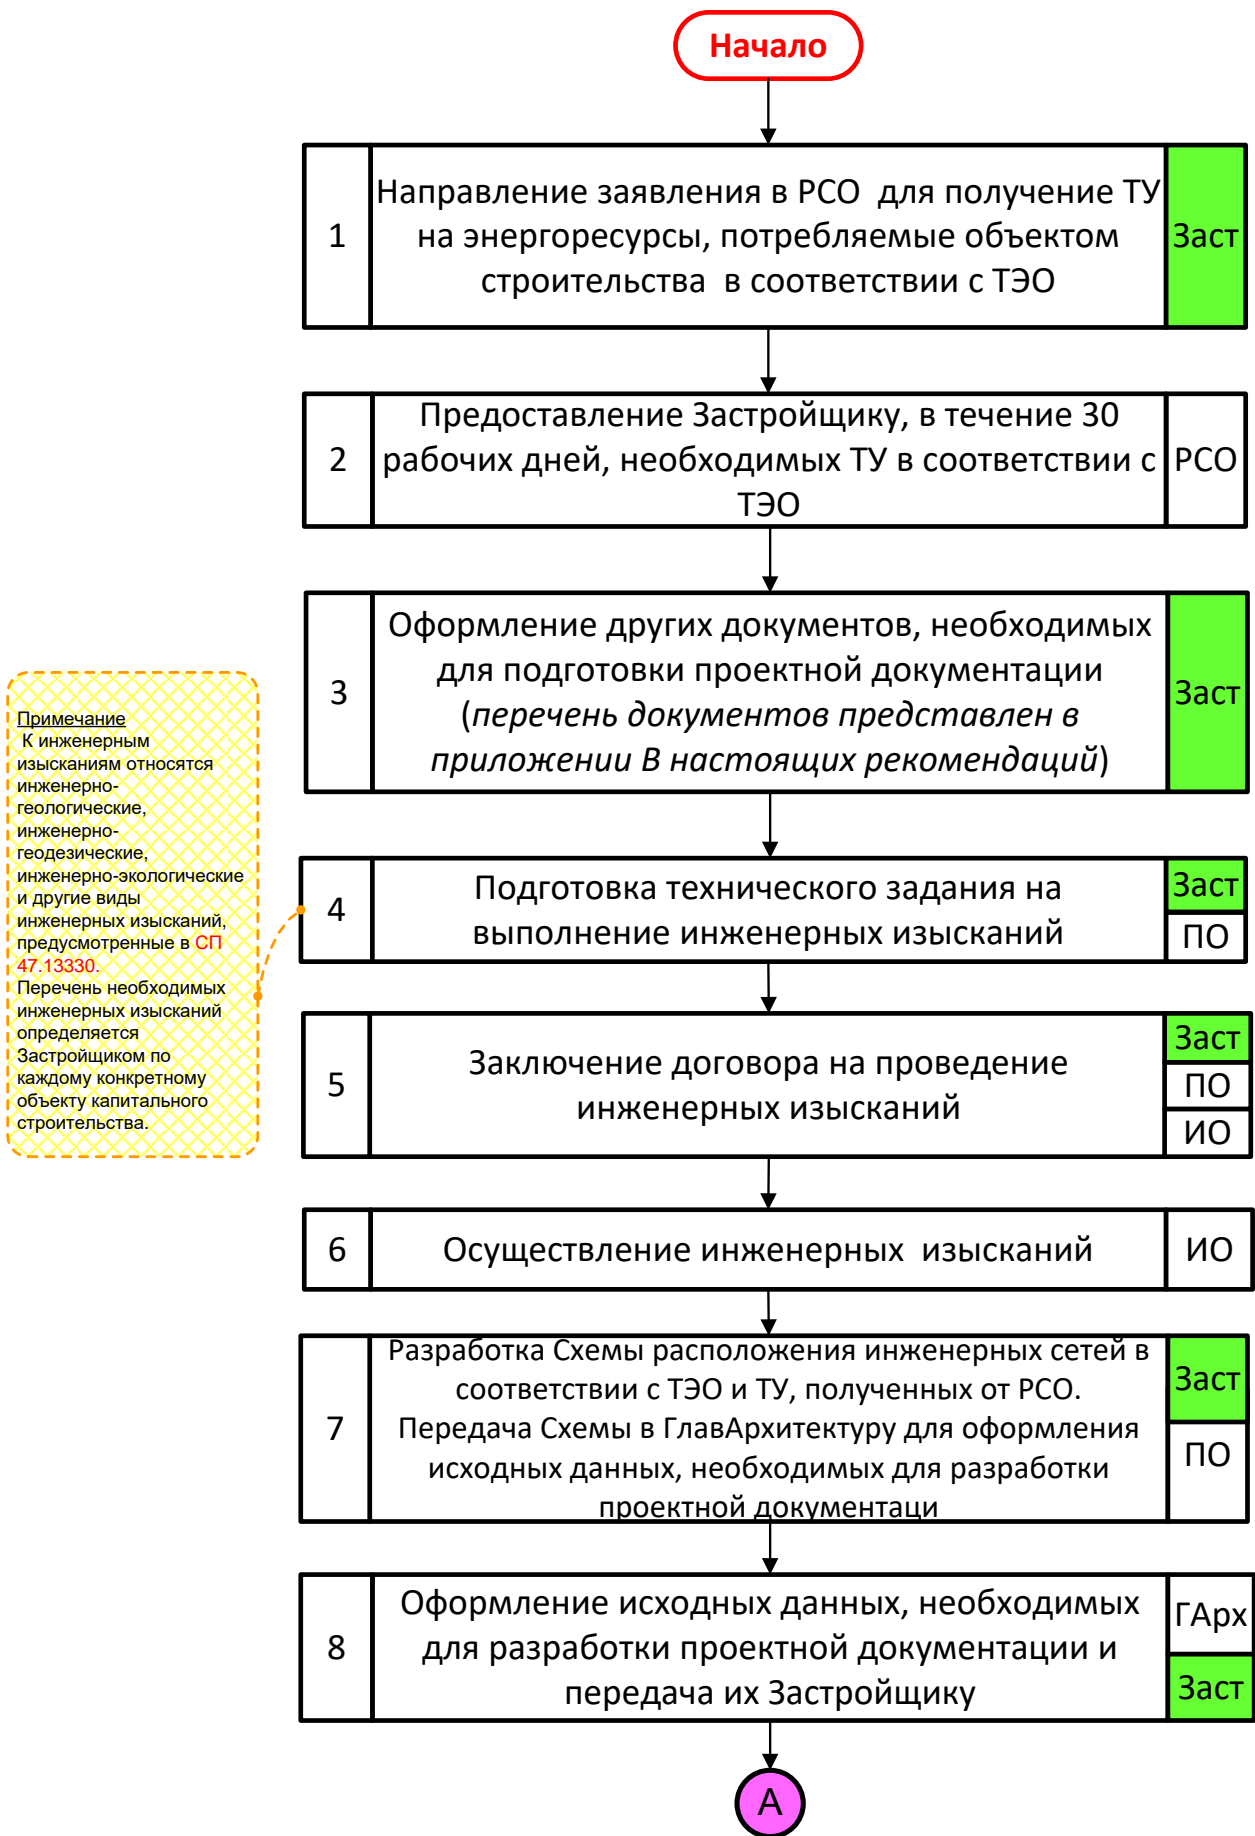 Начало
1
Направление заявления в РСО для получение ТУ
на энергоресурсы, потребляемые объектом
строительства в соответствии с ТЭО
Заст
2
Предоставление Застройщику, в течение 30
рабочих дней, необходимых ТУ в соответствии с
ТЭО
РСО
3
Оформление других документов, необходимых
для подготовки проектной документации
(перечень документов представлен в
приложении В настоящих рекомендаций)
Заст
Примечание
К инженерным
изысканиям относятся
инженерно-
геологические,
инженерно-
геодезические,
инженерно-экологические
и другие виды
инженерных изысканий,
предусмотренные в СП
47.13330.
Перечень необходимых
инженерных изысканий
определяется
Застройщиком по
каждому конкретному
объекту капитального
строительства.
4
Подготовка технического задания на
выполнение инженерных изысканий
Заст
ПО
5
Заключение договора на проведение
инженерных изысканий
Заст
ПО
ИО
6
Осуществление инженерных изысканий
ИО
7
Разработка Схемы расположения инженерных сетей в
соответствии с ТЭО и ТУ, полученных от РСО.
Передача Схемы в ГлавАрхитектуру для оформления
исходных данных, необходимых для разработки
проектной документаци
Заст
ПО
8
Оформление исходных данных, необходимых
для разработки проектной документации и
передача их Застройщику
ГАрх
Заст
А